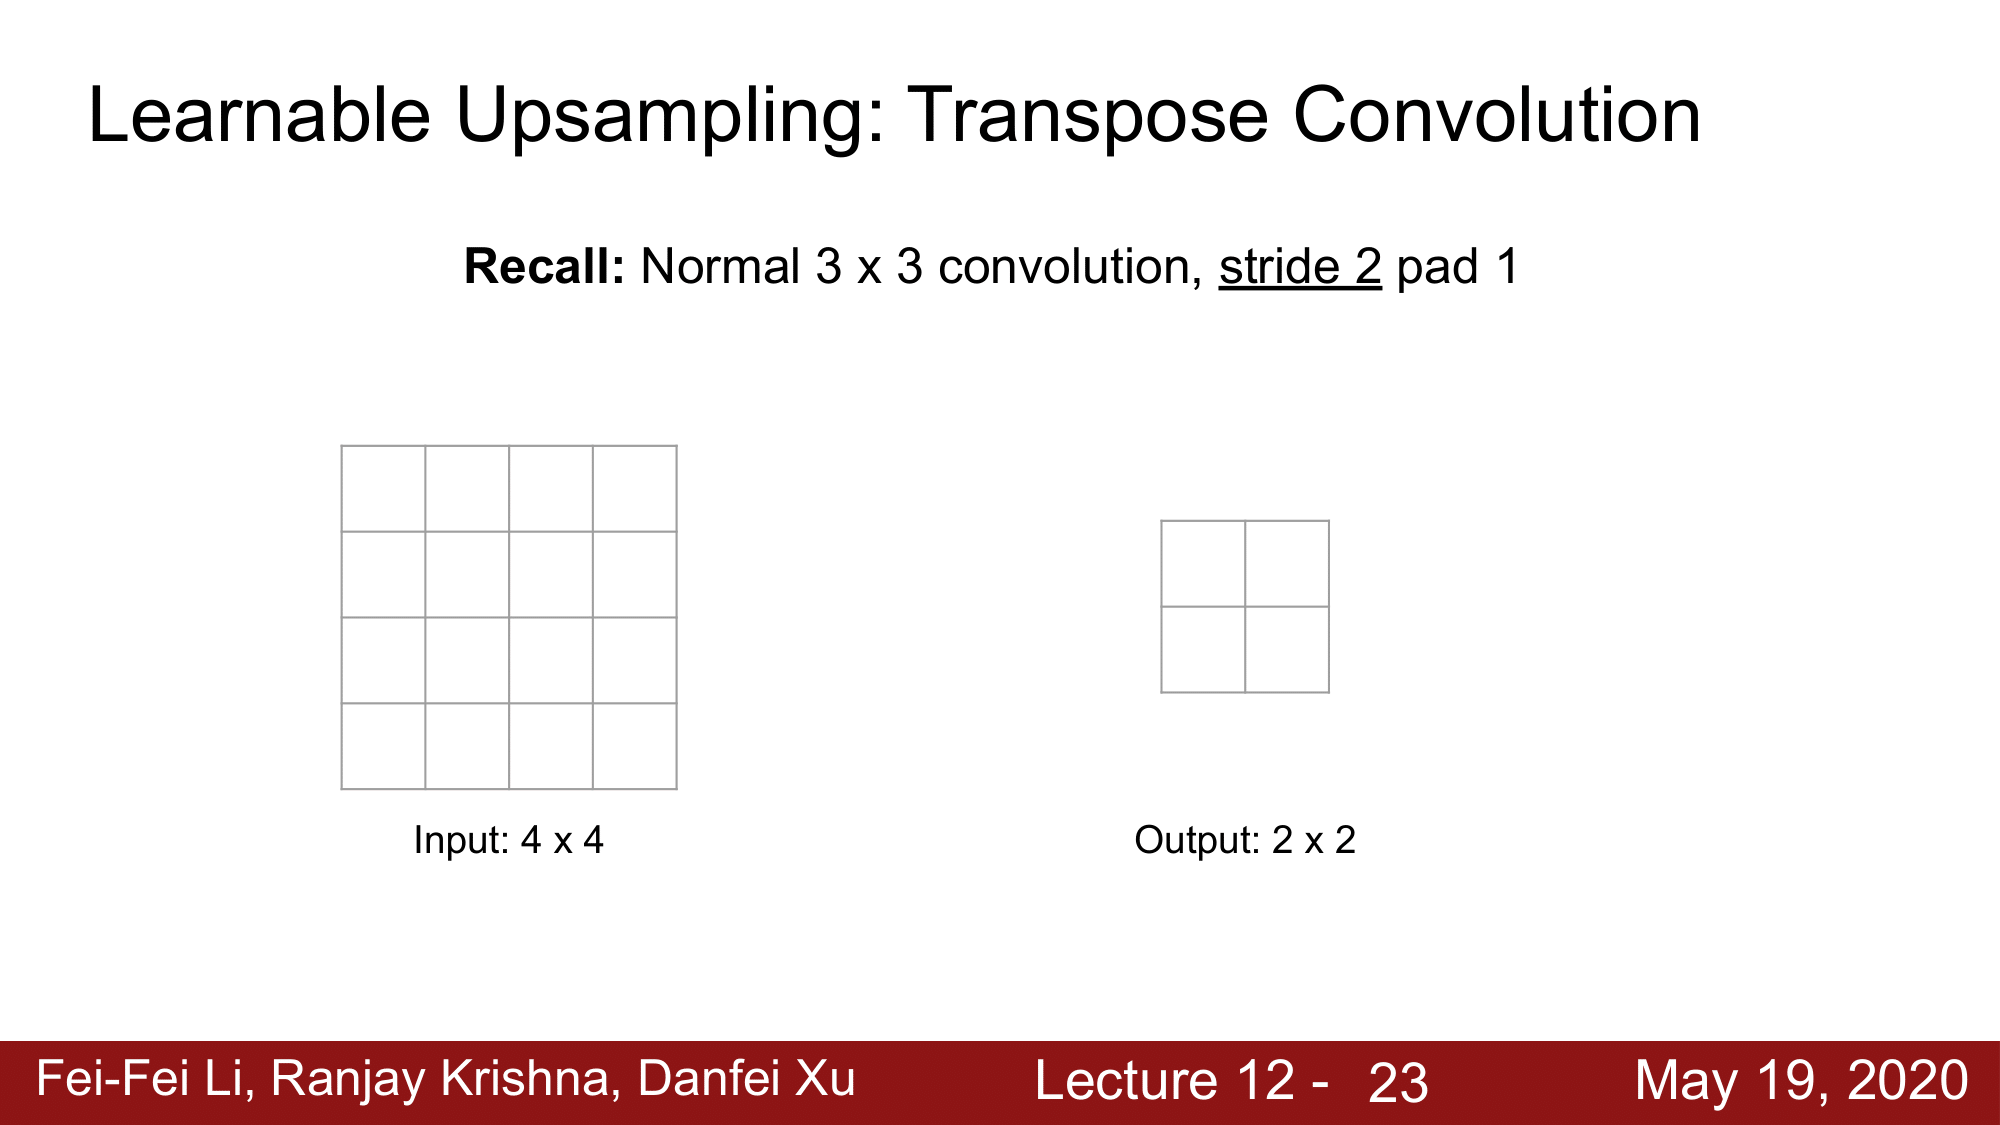 Learnable Upsampling: Transpose Convolution
Recall: Normal 3 x 3 convolution, stride 2 pad 1
Input: 4 x 4
Output: 2 x 2
Fei-Fei Li, Ranjay Krishna, Danfei Xu
Lecture 12 - 23
May 19, 2020